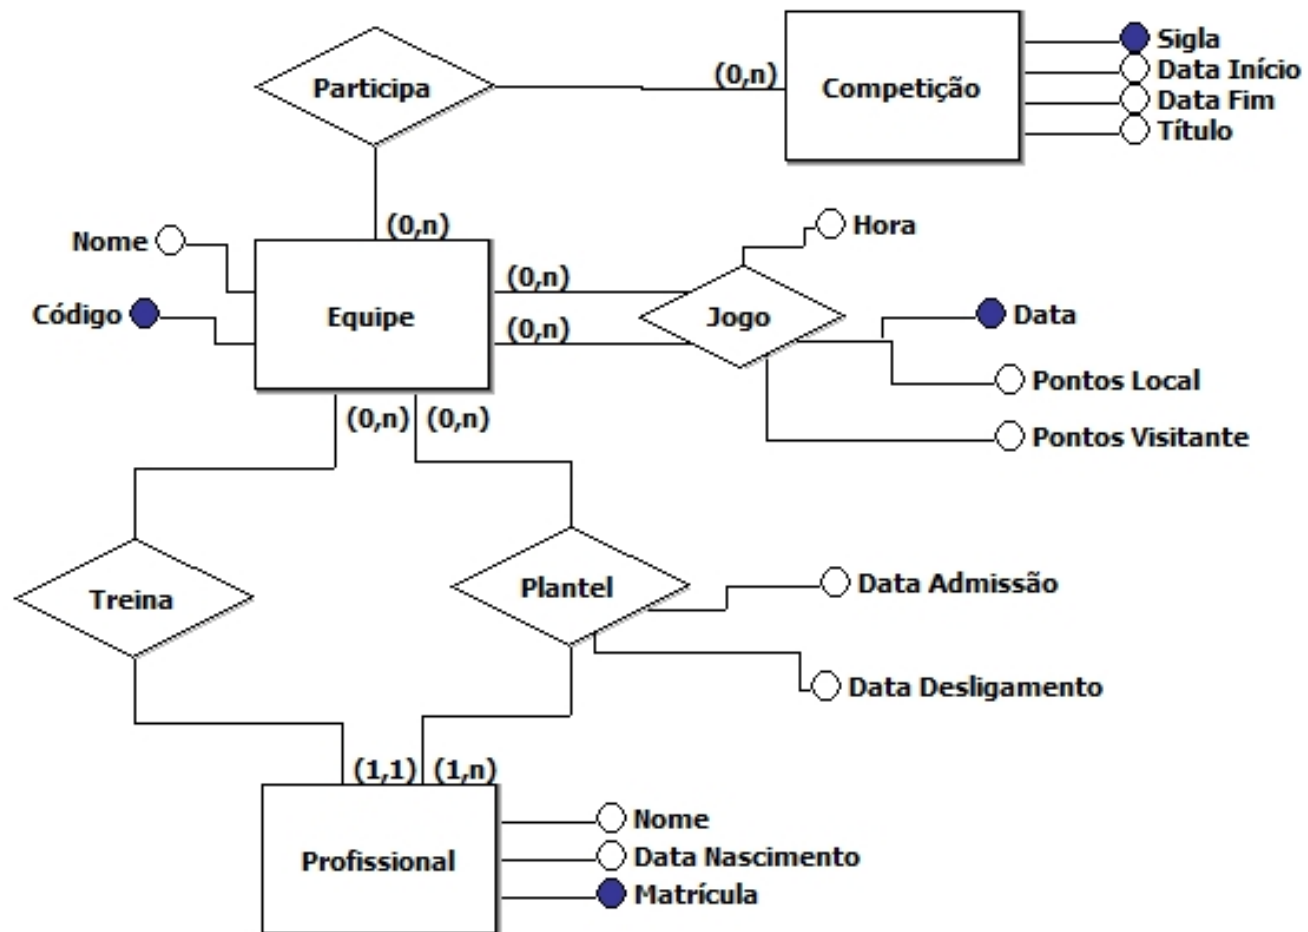 Participa
(0,n)
Competição
Sigla
Data Início
Data Fim
Título
(0,n)
Nome
Código
Equipe
(0,n)
(0,n)
Jogo
Hora
Data
Pontos Local
Pontos Visitante
(0,n)
(0,n)
Treina
Plantel
Data Admissão
Data Desligamento
(1,1)
(1,n)
Profissional
Nome
Data Nascimento
Matrícula